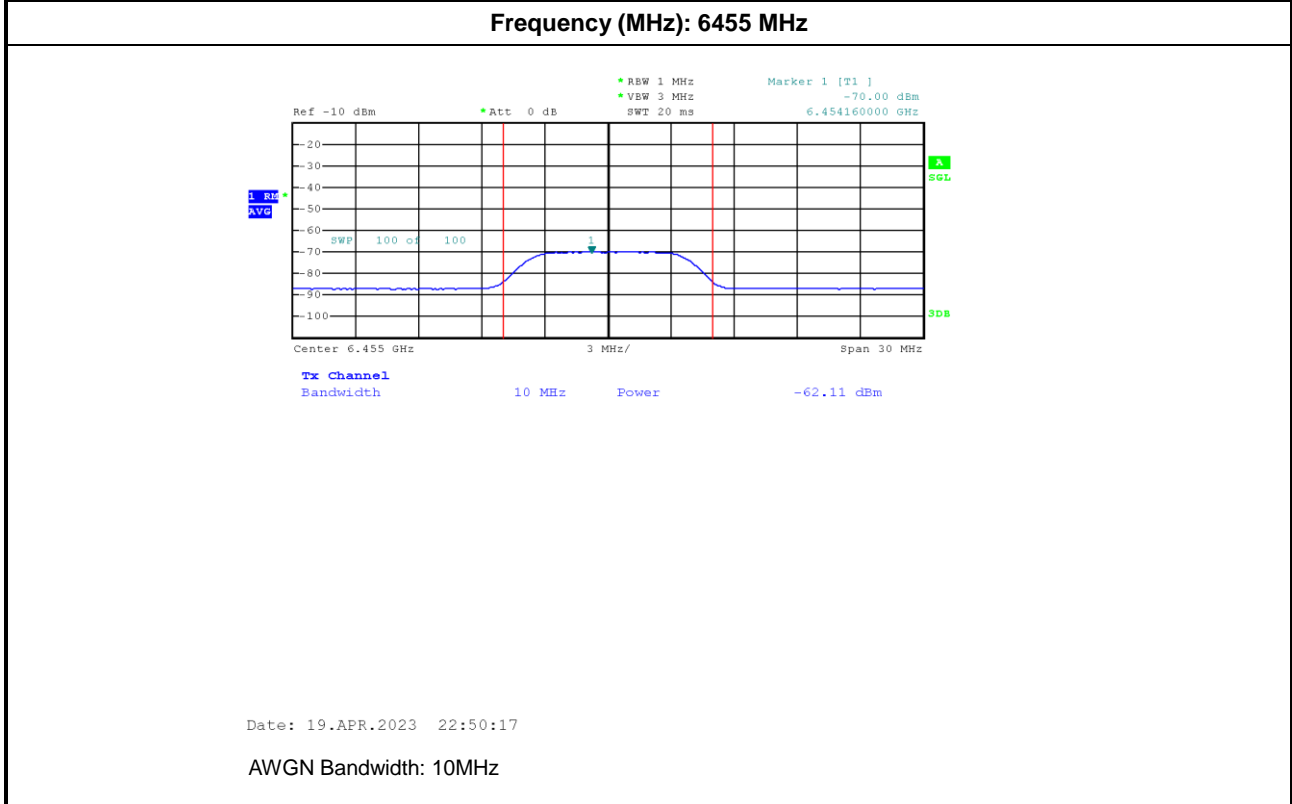 Frequency (MHz): 6455 MHz
*RBW 1 MHz Marker 1 [T1 ]
*VBW 3 MHz -70.00 dBm
Ref -10 dBm *Att 0 dB SWT 20 ms 6.454160000 GHz
-20
A
-30
SGL
-40
1 RM *
AVG
-50
-60
SWP 100 of 100 1
-70
-80
-90
-100
3DB
Center 6.455 GHz 3 MHz/ Span 30 MHz
Tx Channel
Bandwidth 10 MHz Power -62.11 dBm
Date: 19.APR.2023 22:50:17
AWGN Bandwidth: 10MHz